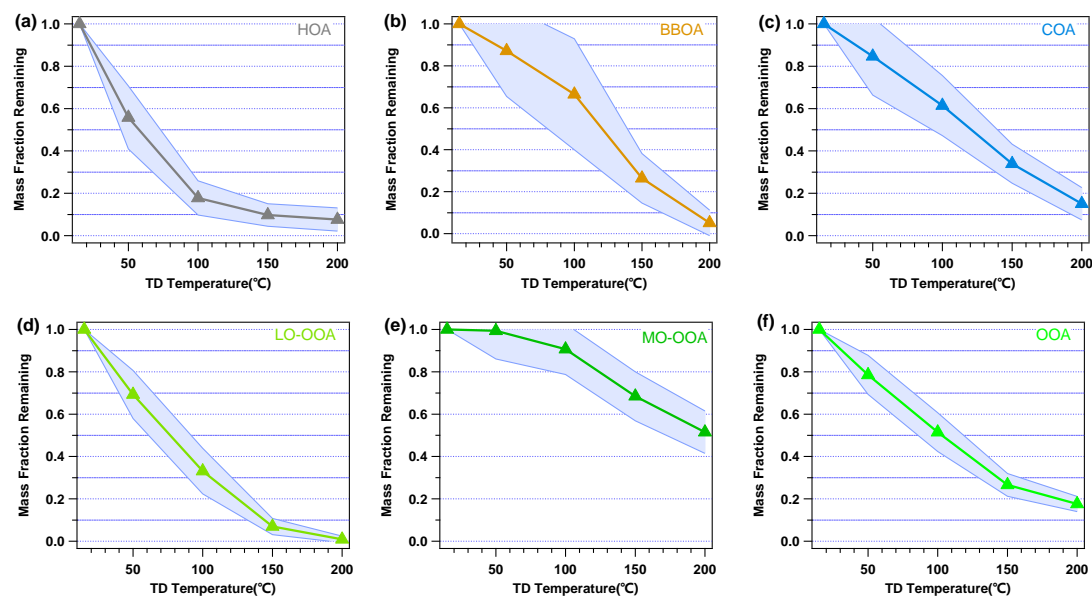 (a)
HOA
1.0
0.8
0.6
0.4
0.2
0.0
Mass Fraction Remaining
50 100 150 200
TD Temperature(℃)
(b)
BBOA
1.0
0.8
0.6
0.4
0.2
0.0
Mass Fraction Remaining
50 100 150 200
TD Temperature(℃)
(c)
COA
1.0
0.8
0.6
0.4
0.2
0.0
Mass Fraction Remaining
50 100 150 200
TD Temperature(℃)
(d)
LO-OOA
1.0
0.8
0.6
0.4
0.2
0.0
Mass Fraction Remaining
50 100 150 200
TD Temperature(℃)
(e)
MO-OOA
1.0
0.8
0.6
0.4
0.2
0.0
Mass Fraction Remaining
50 100 150 200
TD Temperature(℃)
(f)
OOA
1.0
0.8
0.6
0.4
0.2
0.0
Mass Fraction Remaining
50 100 150 200
TD Temperature(℃)